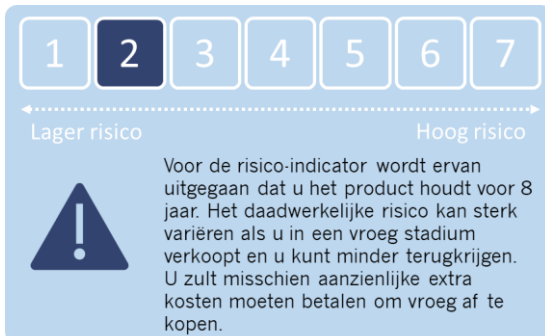 1 2 3 4 5 6 7
Lager risico Hoog risico
Voor de risico-indicator wordt ervan
uitgegaan dat u het product houdt voor 8
jaar. Het daadwerkelijke risico kan sterk
variëren als u in een vroeg stadium
verkoopt en u kunt minder terugkrijgen.
U zult misschien aanzienlijke extra
kosten moeten betalen om vroeg af te
kopen.